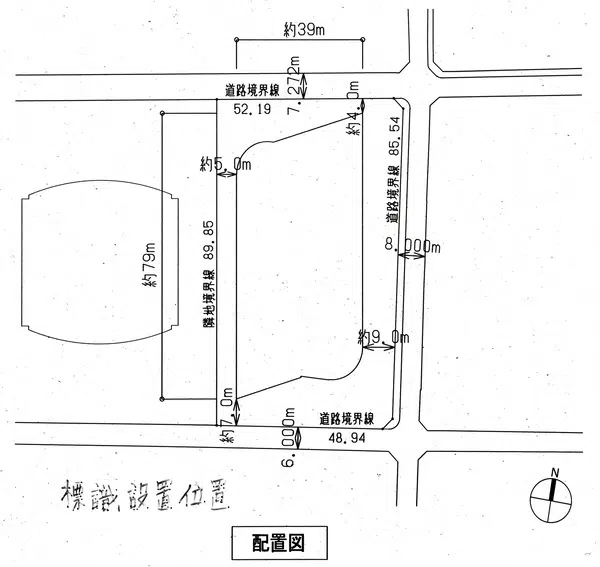 約39m
7.272m
道路境界線
52.19
約4.0m
道路境界線 85.54
約5.0m
8.000m
隣地境界線 89.85
約79m
約9.0m
約7.0m
道路境界線
48.94
6.000m
標識設置位置
N
配置図